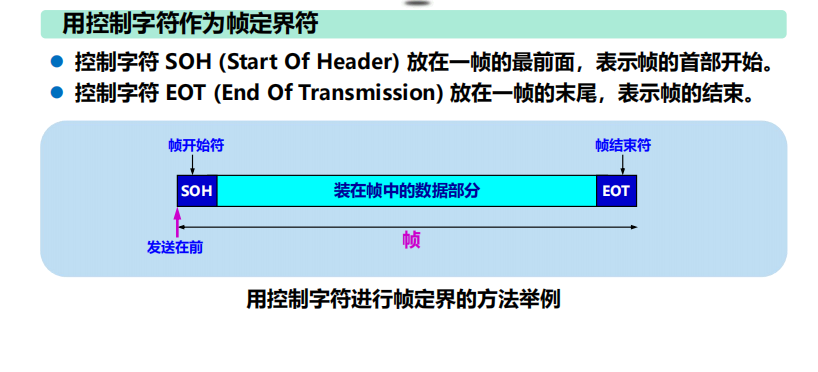 用控制字符作为帧定界符
控制字符 SOH (Start Of Header) 放在一帧的最前面，表示帧的首部开始。
控制字符 EOT (End Of Transmission) 放在一帧的末尾，表示帧的结束。
帧开始符
帧结束符
SOH
装在帧中的数据部分
EOT
发送在前
帧
用控制字符进行帧定界的方法举例